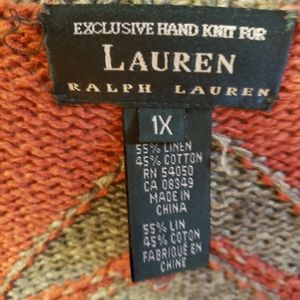 EXCLUSIVE HAND KNIT FOR
LAUREN
RALPH LAUREN
1X
55% LINEN
45% COTTON
RN 54050
CA 08349
MADE IN
CHINA
55% LIN
45% COTON
FABRIQUÉ EN
CHINE